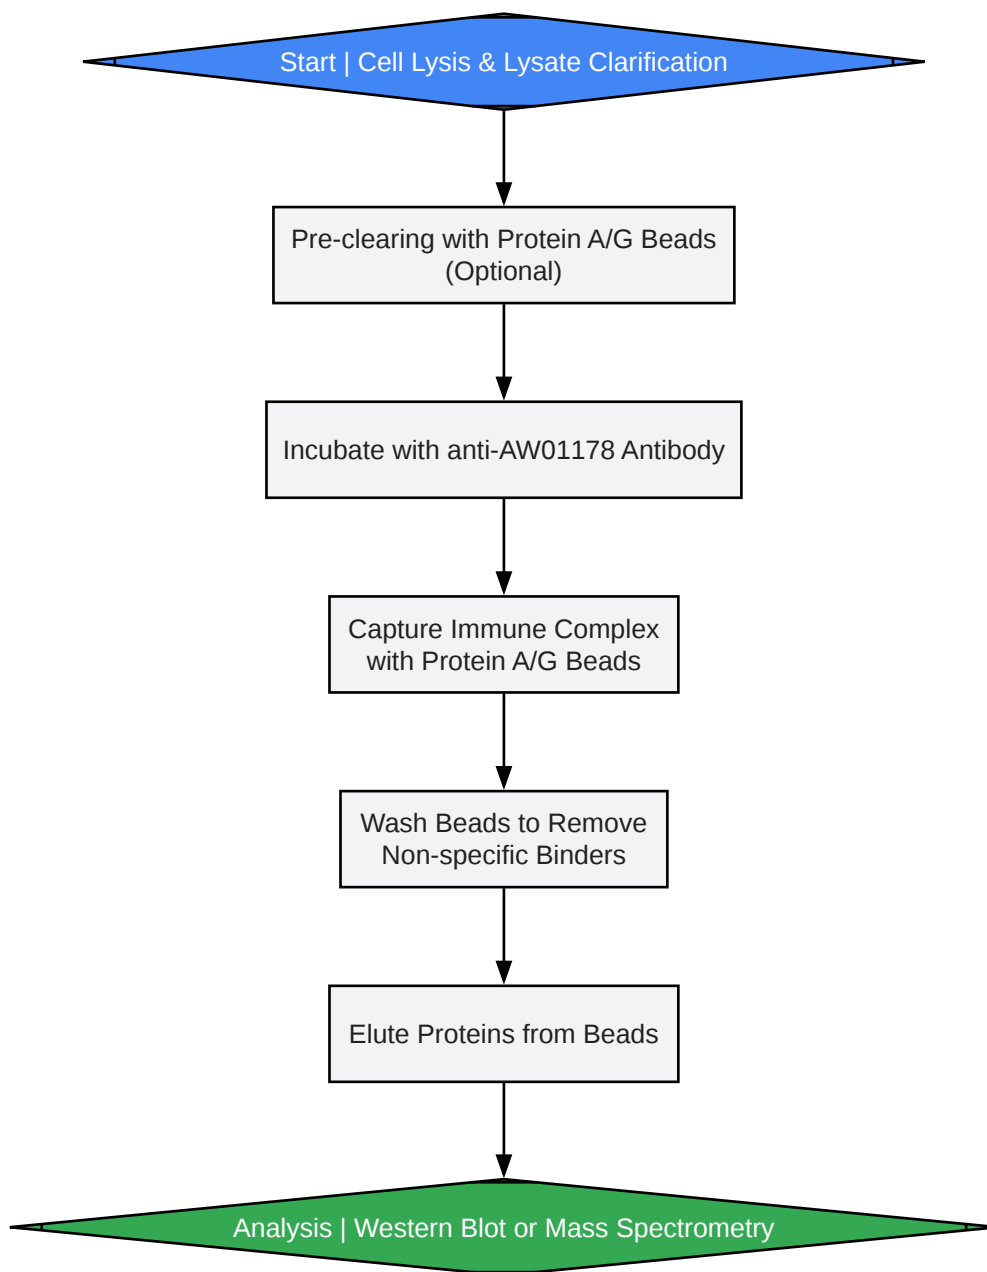 Start | Cell Lysis & Lysate Clarification
Pre-clearing with Protein A/G Beads
(Optional)
Incubate with anti-AW01178 Antibody
Capture Immune Complex
with Protein A/G Beads
Wash Beads to Remove
Non-specific Binders
Elute Proteins from Beads
Analysis | Western Blot or Mass Spectrometry